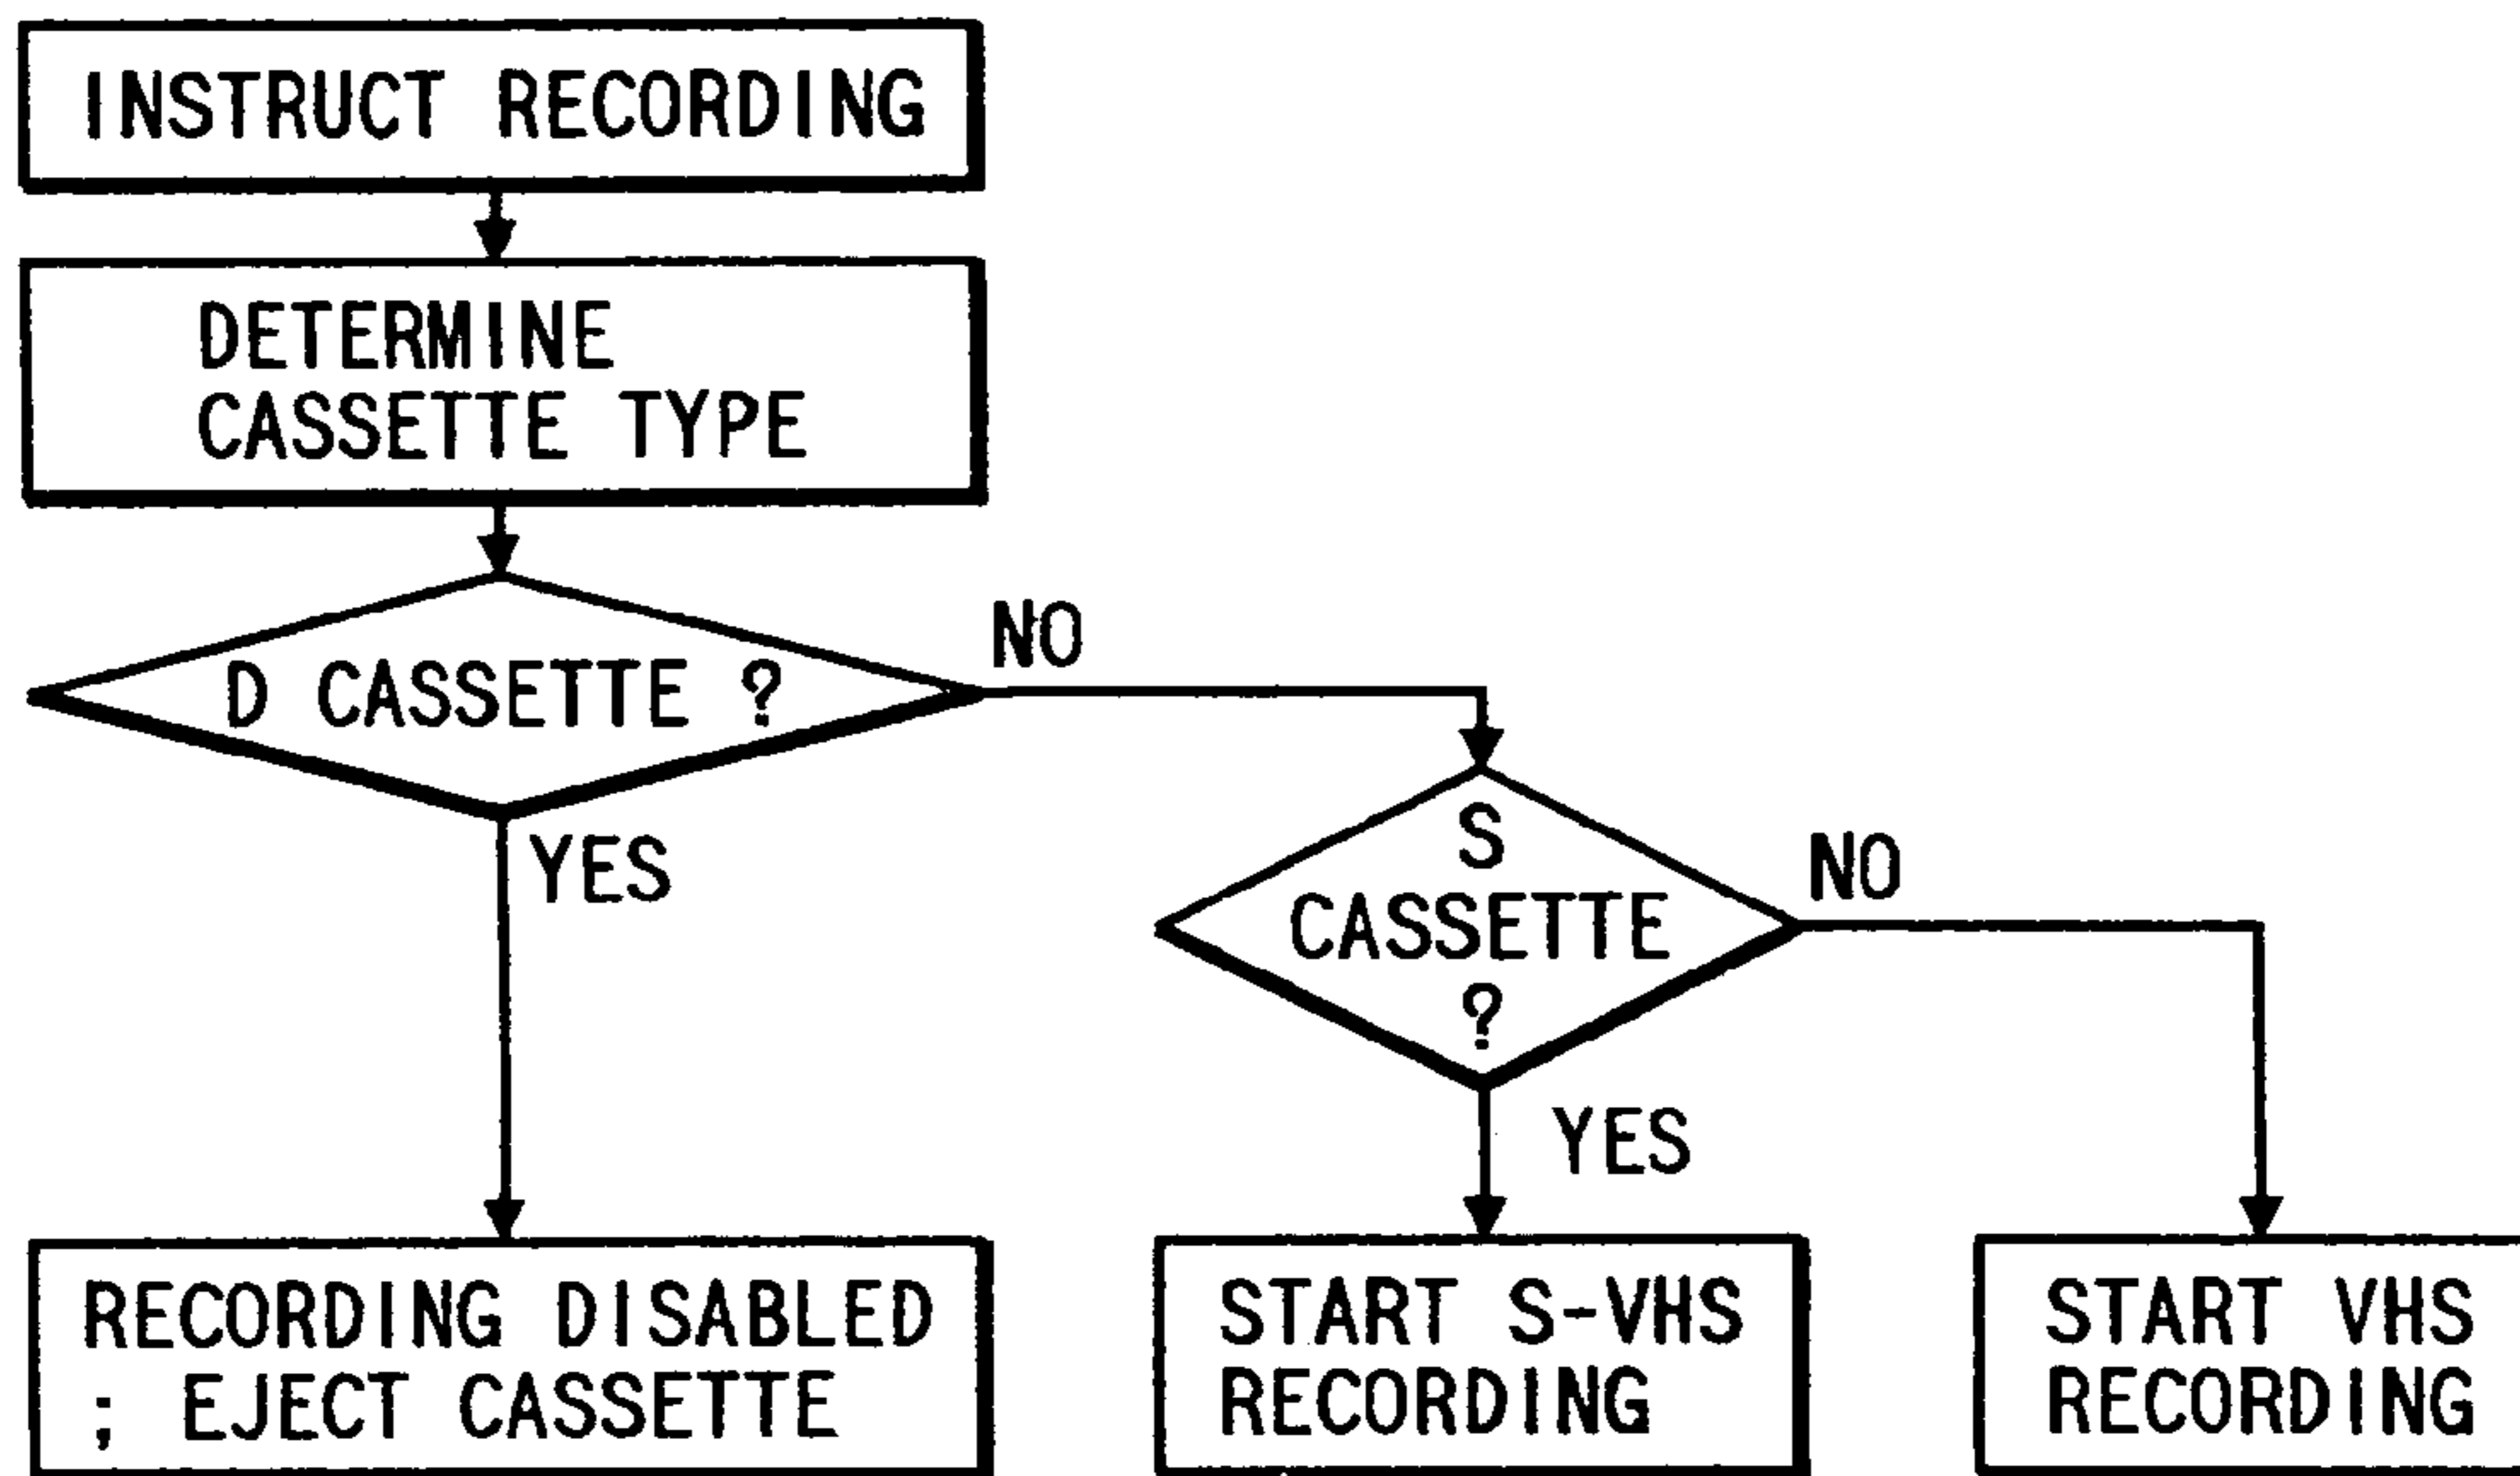 INSTRUCT RECORDING
DETERMINE
CASSETTE TYPE
D CASSETTE ?
NO
YES
S
CASSETTE
?
NO
YES
RECORDING DISABLED
; EJECT CASSETTE
START S-VHS
RECORDING
START VHS
RECORDING